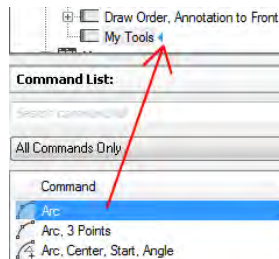 Draw Order, Annotation to Front
My Tools
Command List:
All Commands Only
Command
Arc
Arc, 3 Points
Arc, Center, Start, Angle